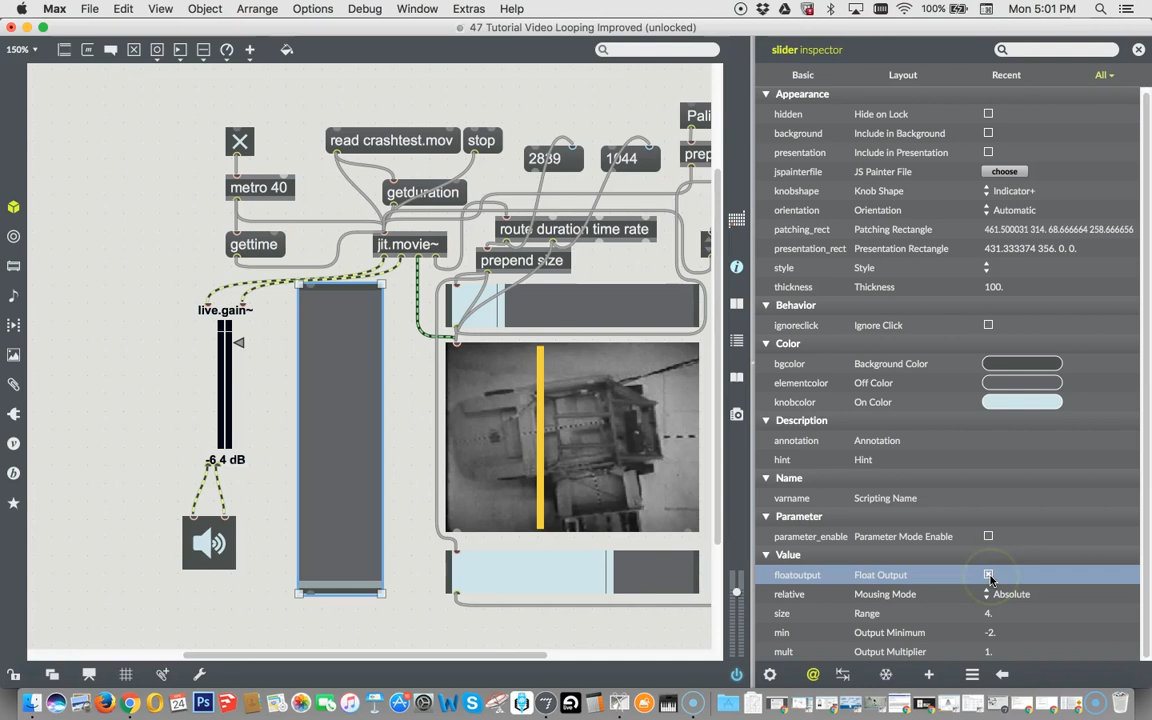 Max File Edit View Object Arrange Options Debug Window Extras Help 100% Mon 5:01 PM
47 Tutorial Video Looping Improved (unlocked)
150%
slider inspector
Basic Layout Recent All
Appearance
hidden Hide on Lock
background Include in Background
presentation Include in Presentation
jspainterfile JS Painter File choose
knobshape Knob Shape Indicator+
orientation Orientation Automatic
patching_rect Patching Rectangle 461.500031 314. 68.666664 258.666656
presentation_rect Presentation Rectangle 431.333374 356. 0. 0.
style Style
thickness Thickness 100.
Behavior
ignoreclick Ignore Click
Color
bgcolor Background Color
elementcolor Off Color
knobcolor On Color
Description
annotation Annotation
hint Hint
Name
varname Scripting Name
Parameter
parameter_enable Parameter Mode Enable
Value
floatoutput Float Output
relative Mousing Mode Absolute
size Range 4.
min Output Minimum -2.
mult Output Multiplier 1.
Pali
read crashtest.mov stop
2839 1044
prep
metro 40
getduration
route duration time rate
gettime
jit.movie~
prepend size
live.gain~
-6.4 dB